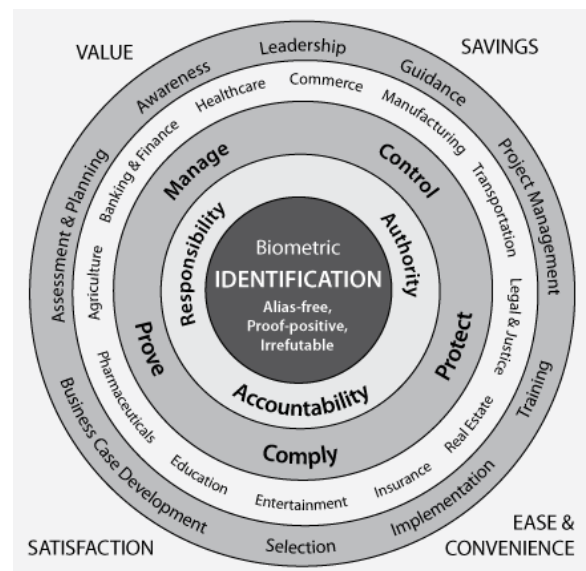 VALUE
SAVINGS
Leadership
Guidance
Project Management
Training
Implementation
Selection
Business Case Development
Assessment & Planning
Awareness
Commerce
Manufacturing
Transportation
Legal & Justice
Real Estate
Insurance
Entertainment
Education
Pharmaceuticals
Agriculture
Banking & Finance
Healthcare
Manage
Control
Protect
Comply
Prove
Responsibility
Authority
Accountability
Biometric
IDENTIFICATION
Alias-free,
Proof-positive,
Irrefutable
SATISFACTION
EASE &
CONVENIENCE